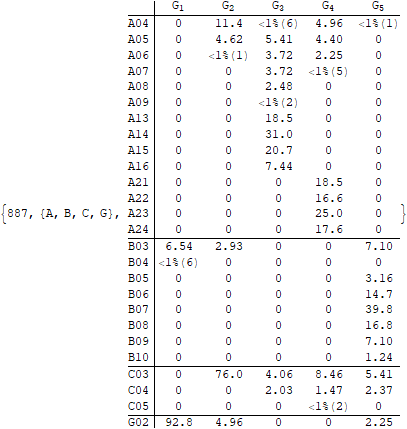 G1 G2 G3 G4 G5
A04 0 11.4 <1%(6) 4.96 <1%(1)
A05 0 4.62 5.41 4.40 0
A06 0 <1%(1) 3.72 2.25 0
A07 0 0 3.72 <1%(5) 0
A08 0 0 2.48 0 0
A09 0 0 <1%(2) 0 0
A13 0 0 18.5 0 0
A14 0 0 31.0 0 0
A15 0 0 20.7 0 0
A16 0 0 7.44 0 0
A21 0 0 0 18.5 0
A22 0 0 0 16.6 0
{887, {A, B, C, G}, A23 0 0 0 25.0 0 }
A24 0 0 0 17.6 0
B03 6.54 2.93 0 0 7.10
B04 <1%(6) 0 0 0 0
B05 0 0 0 0 3.16
B06 0 0 0 0 14.7
B07 0 0 0 0 39.8
B08 0 0 0 0 16.8
B09 0 0 0 0 7.10
B10 0 0 0 0 1.24
C03 0 76.0 4.06 8.46 5.41
C04 0 0 2.03 1.47 2.37
C05 0 0 0 <1%(2) 0
G02 92.8 4.96 0 0 2.25